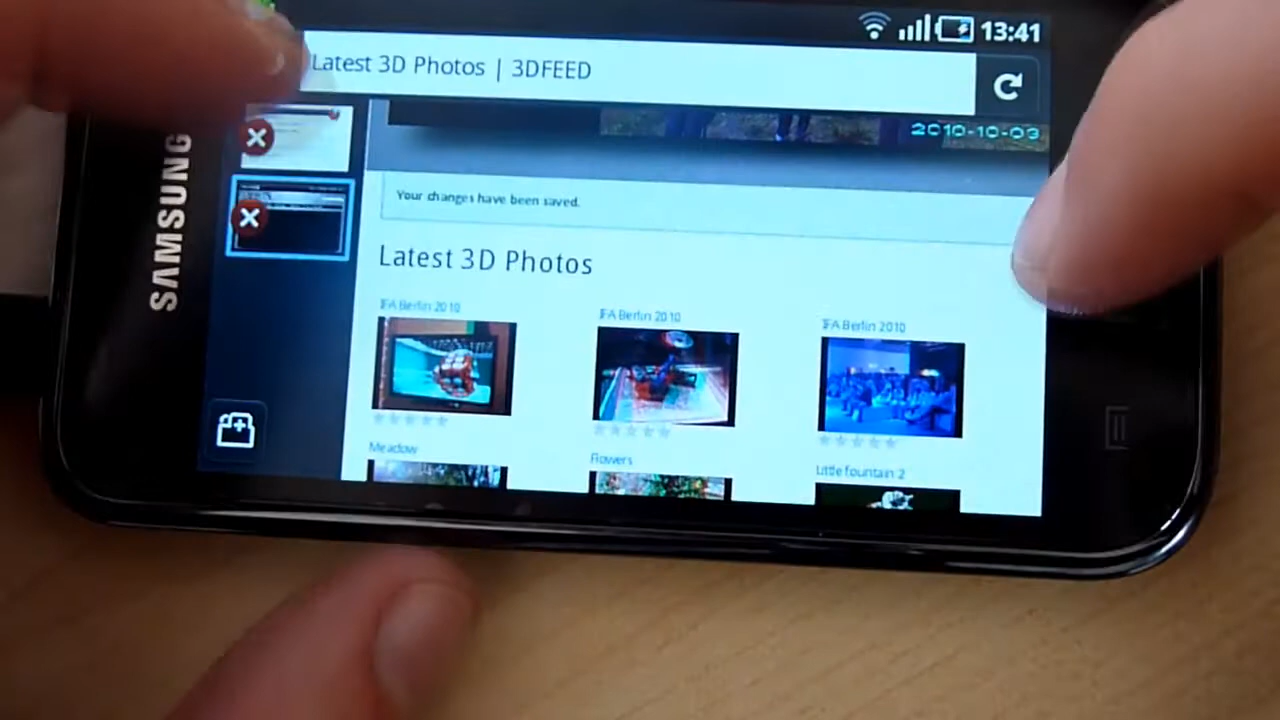 13:41
Latest 3D Photos | 3DFEED
SAMSUNG
2010-10-03
Your changes have been saved.
Latest 3D Photos
IFA Berlin 2010
IFA Berlin 2010
IFA Berlin 2010
Meadow
Flowers
Little fountain 2